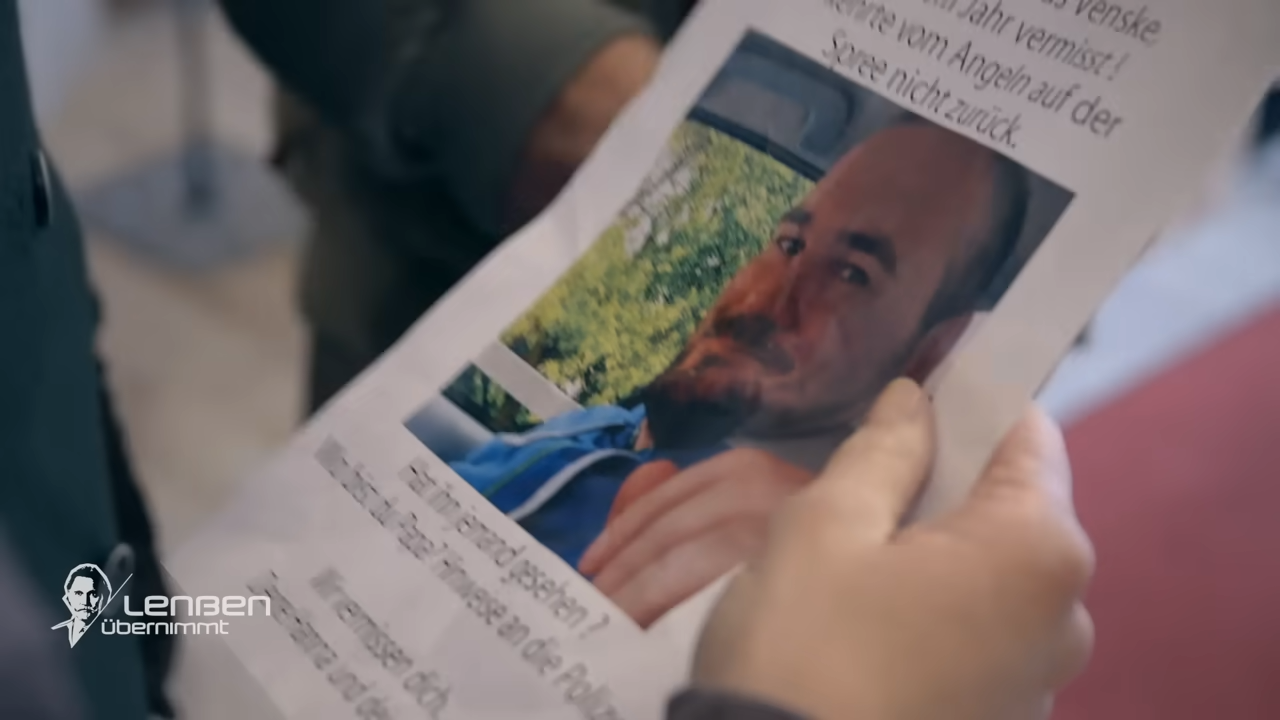 Venske,
Jahr vermisst !
kehrte vom Angeln auf der
Spree nicht zurück.
Hat ihn jemand gesehen ?
Wo bist du Papa? Hinweise an die Polizei
Wir vermissen dich,
und
LENßEN
übernimmt